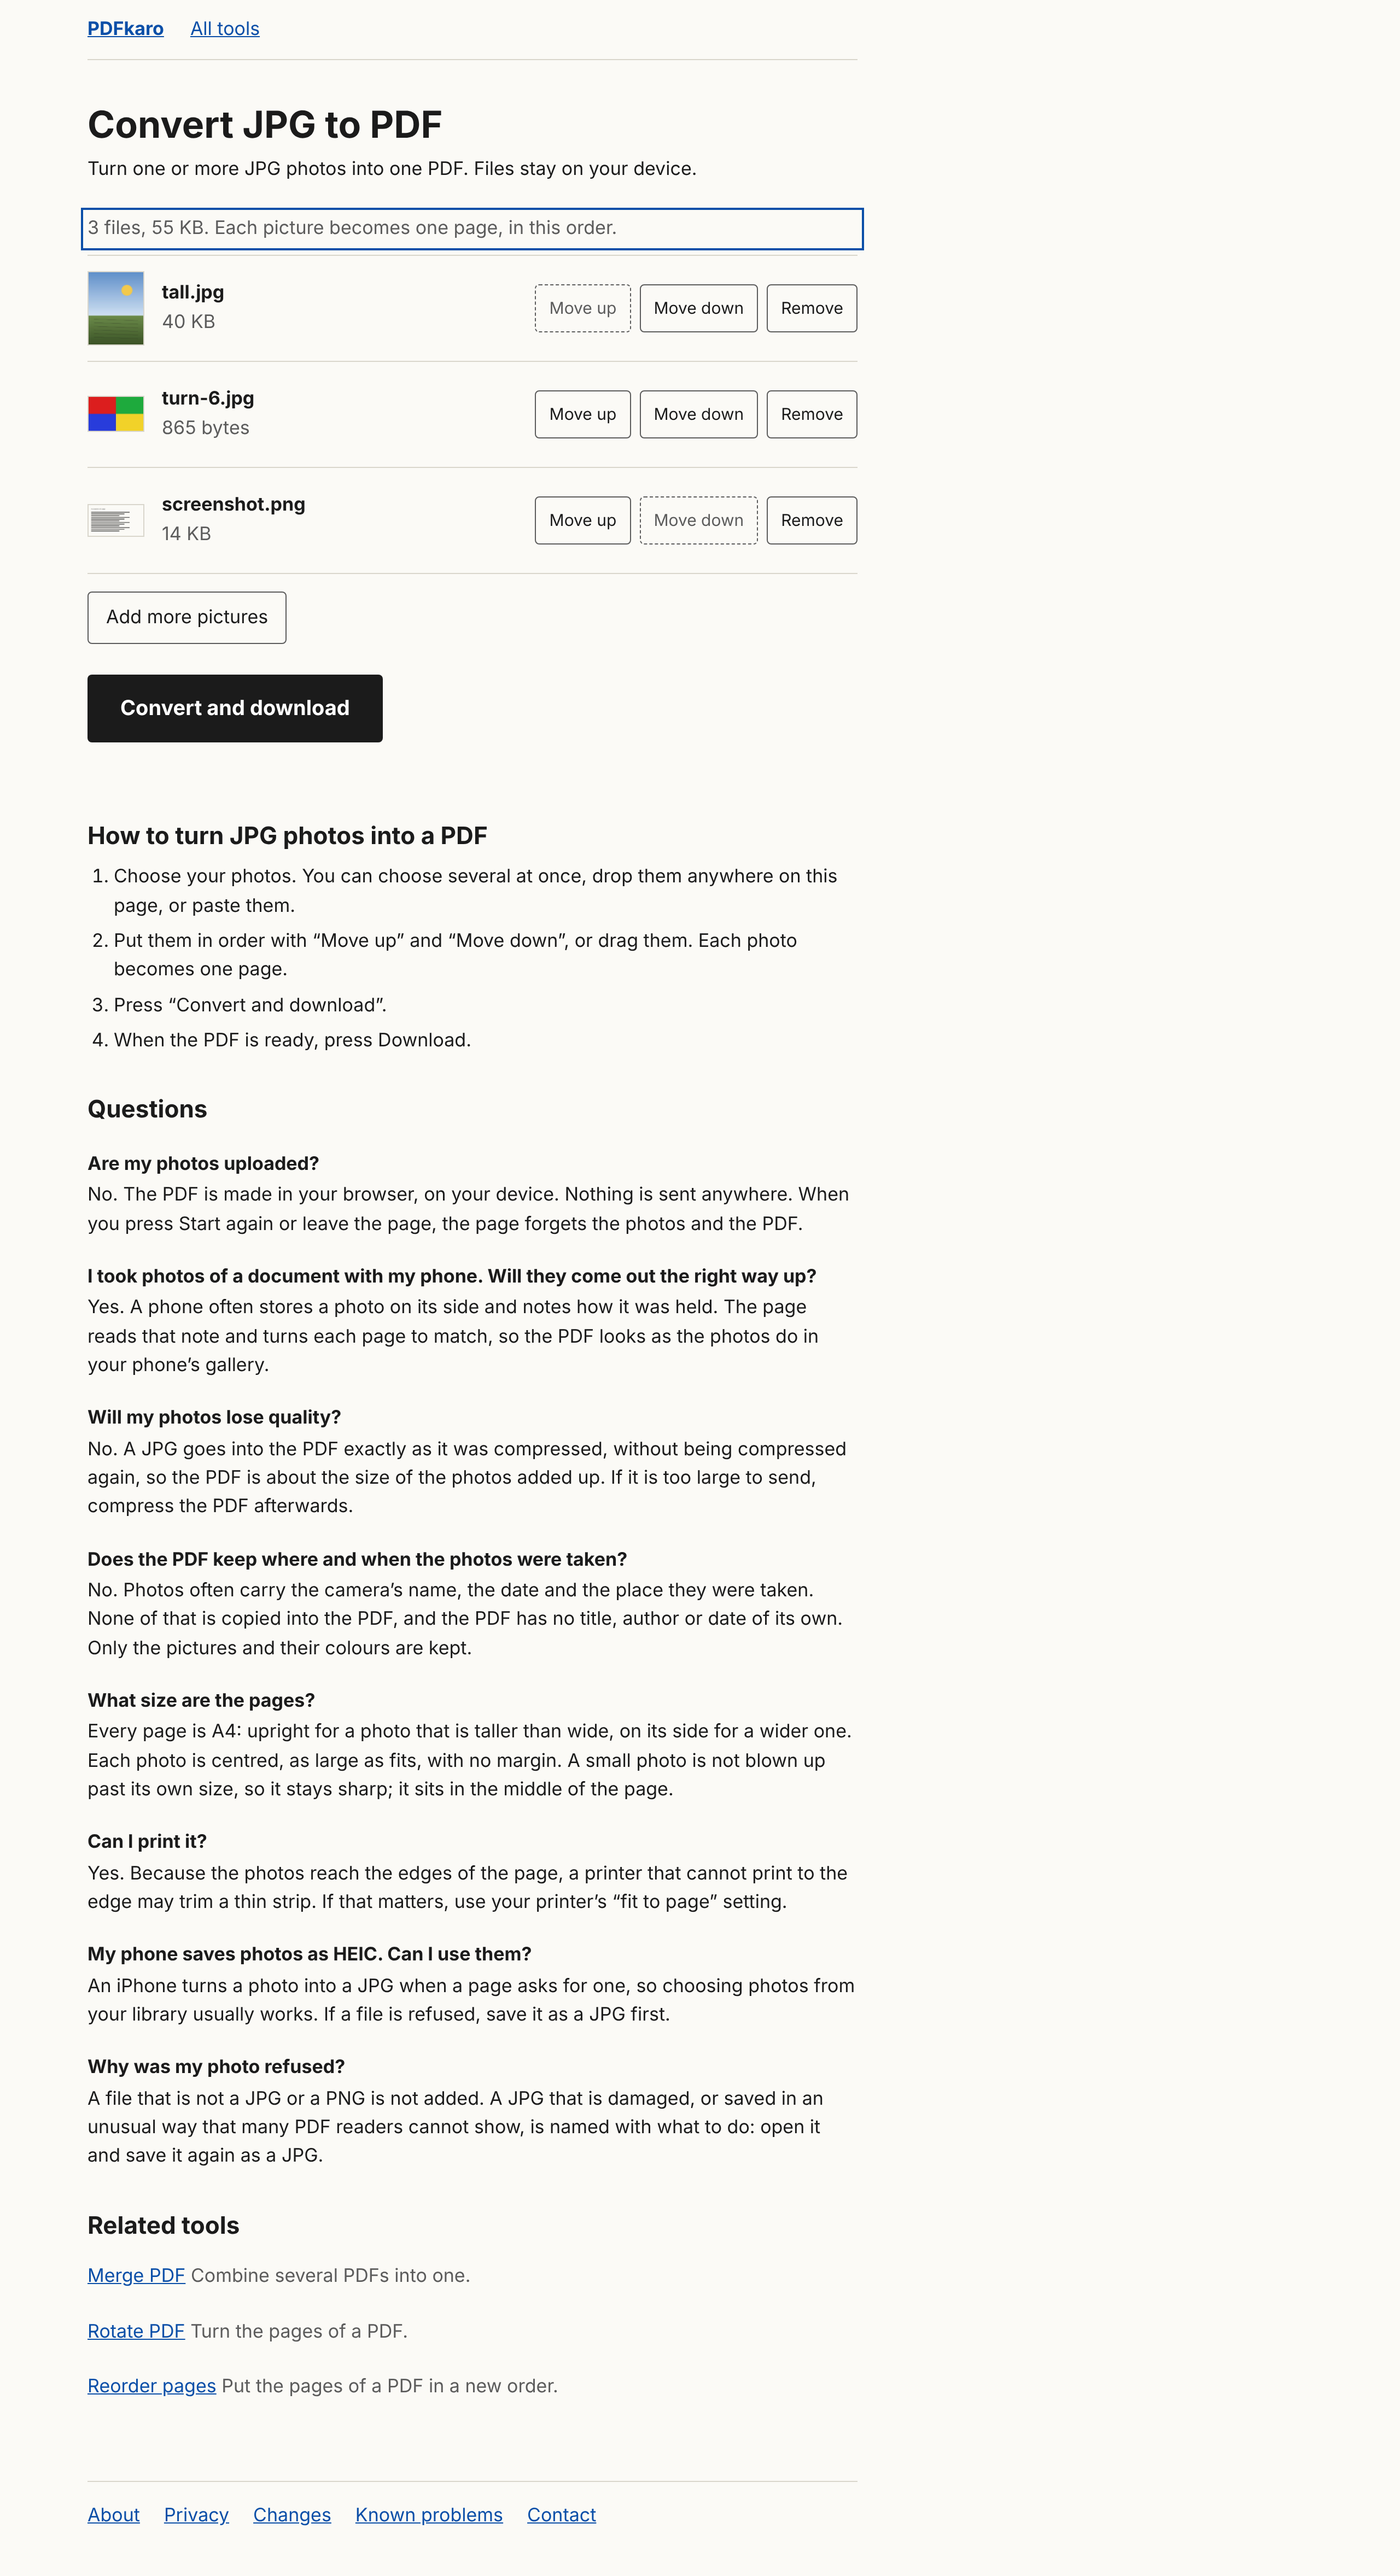 PDFkaro All tools
Convert JPG to PDF
Turn one or more JPG photos into one PDF. Files stay on your device.
3 files, 55 KB. Each picture becomes one page, in this order.
tall.jpg
40 KB
Move up Move down Remove
turn-6.jpg
865 bytes
Move up Move down Remove
screenshot.png
14 KB
Move up Move down Remove
Add more pictures
Convert and download
How to turn JPG photos into a PDF
1. Choose your photos. You can choose several at once, drop them anywhere on this
page, or paste them.
2. Put them in order with “Move up” and “Move down”, or drag them. Each photo
becomes one page.
3. Press “Convert and download”.
4. When the PDF is ready, press Download.
Questions
Are my photos uploaded?
No. The PDF is made in your browser, on your device. Nothing is sent anywhere. When
you press Start again or leave the page, the page forgets the photos and the PDF.
I took photos of a document with my phone. Will they come out the right way up?
Yes. A phone often stores a photo on its side and notes how it was held. The page
reads that note and turns each page to match, so the PDF looks as the photos do in
your phone’s gallery.
Will my photos lose quality?
No. A JPG goes into the PDF exactly as it was compressed, without being compressed
again, so the PDF is about the size of the photos added up. If it is too large to send,
compress the PDF afterwards.
Does the PDF keep where and when the photos were taken?
No. Photos often carry the camera’s name, the date and the place they were taken.
None of that is copied into the PDF, and the PDF has no title, author or date of its own.
Only the pictures and their colours are kept.
What size are the pages?
Every page is A4: upright for a photo that is taller than wide, on its side for a wider one.
Each photo is centred, as large as fits, with no margin. A small photo is not blown up
past its own size, so it stays sharp; it sits in the middle of the page.
Can I print it?
Yes. Because the photos reach the edges of the page, a printer that cannot print to the
edge may trim a thin strip. If that matters, use your printer’s “fit to page” setting.
My phone saves photos as HEIC. Can I use them?
An iPhone turns a photo into a JPG when a page asks for one, so choosing photos from
your library usually works. If a file is refused, save it as a JPG first.
Why was my photo refused?
A file that is not a JPG or a PNG is not added. A JPG that is damaged, or saved in an
unusual way that many PDF readers cannot show, is named with what to do: open it
and save it again as a JPG.
Related tools
Merge PDF Combine several PDFs into one.
Rotate PDF Turn the pages of a PDF.
Reorder pages Put the pages of a PDF in a new order.
About Privacy Changes Known problems Contact